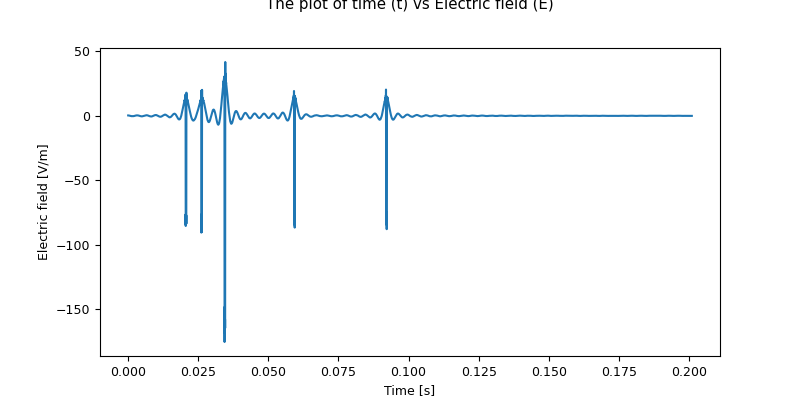 The plot of time (t) vs Electric field (E)
50
0
−50
−100
−150
Electric field [V/m]
0.000 0.025 0.050 0.075 0.100 0.125 0.150 0.175 0.200
Time [s]